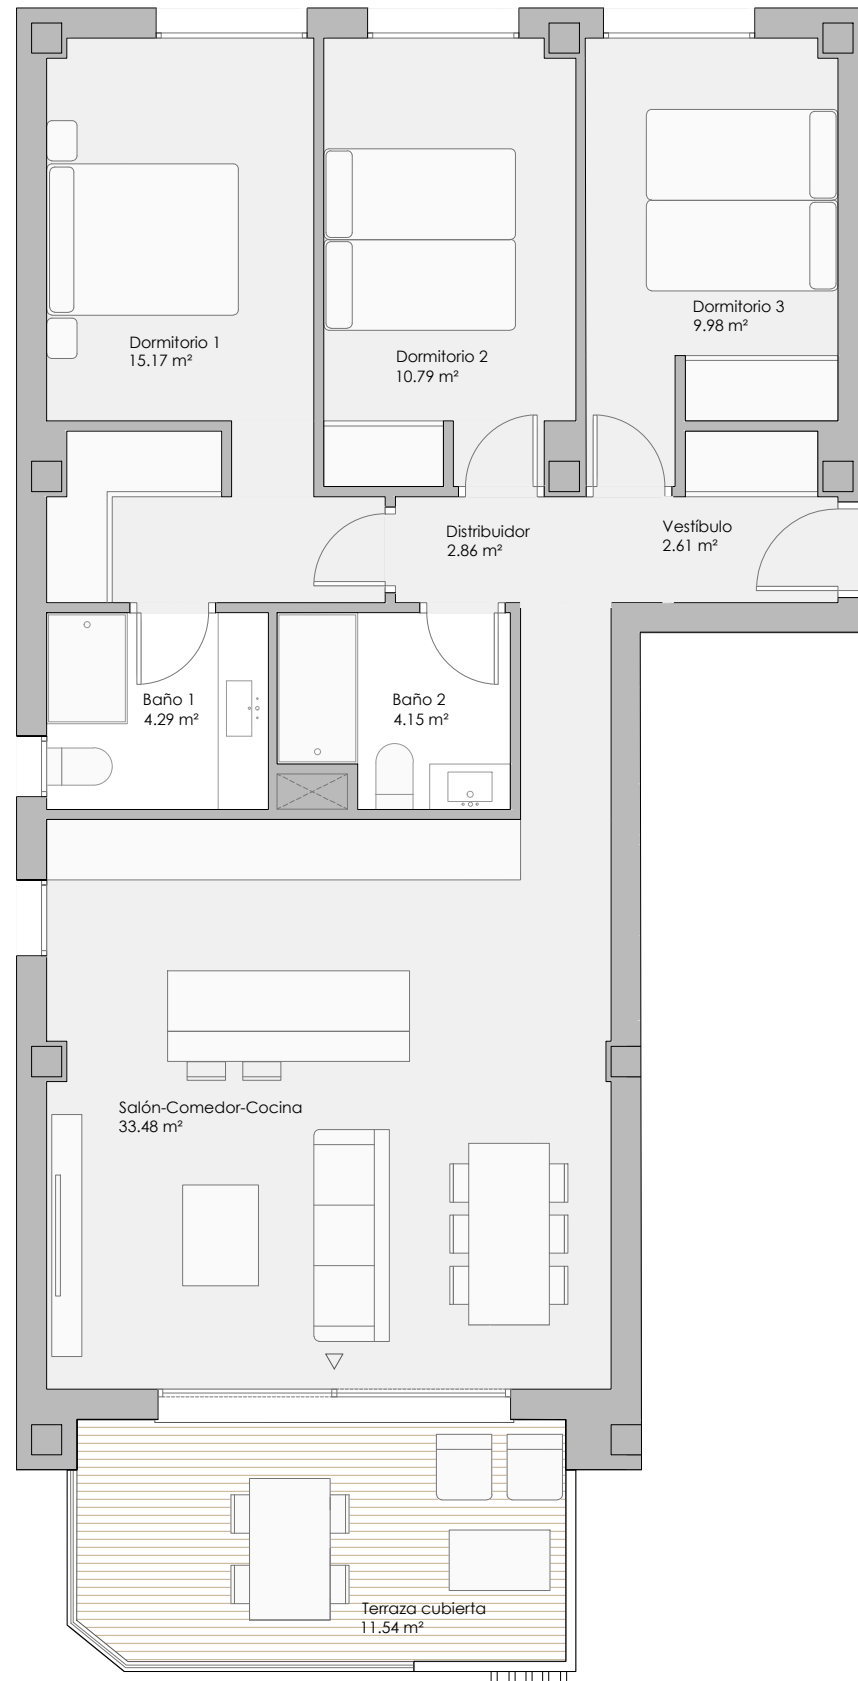 Dormitorio 1
15.17 m²
Dormitorio 2
10.79 m²
Dormitorio 3
9.98 m²
Distribuidor
2.86 m²
Vestíbulo
2.61 m²
Baño 1
4.29 m²
Baño 2
4.15 m²
Salón-Comedor-Cocina
33.48 m²
Terraza cubierta
11.54 m²